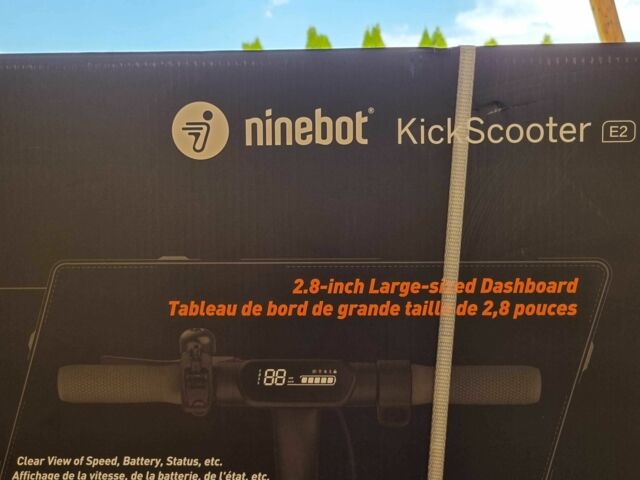 ninebot® KickScooter E2
2.8-inch Large-sized Dashboard
Tableau de bord de grande taille de 2,8 pouces
88
Clear View of Speed, Battery, Status, etc.
Affichage de la vitesse, de la batterie, de l'état, etc.